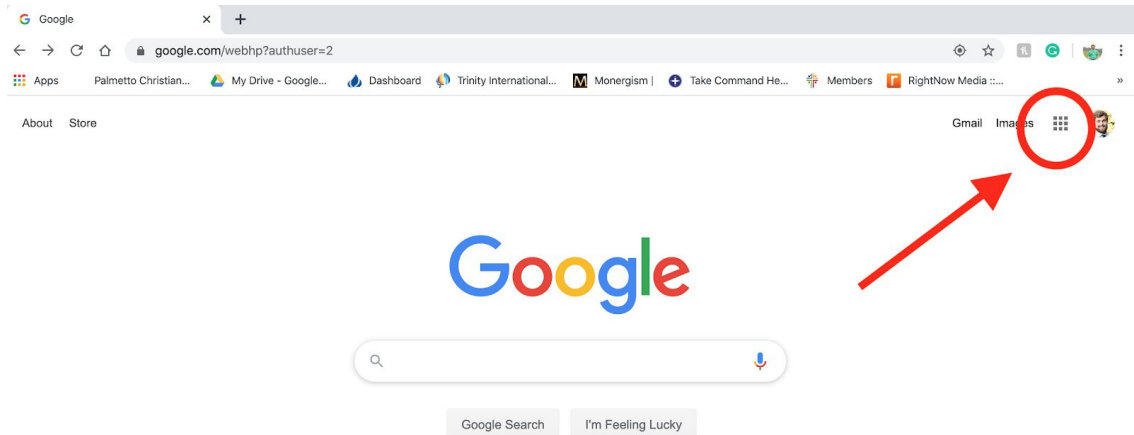 Google
google.com/webhp?authuser=2
Apps Palmetto Christian... My Drive - Google... Dashboard Trinity International... M Monergism | Take Command He... Members RightNow Media ::... »
About Store Gmail Images
Google
Google Search I'm Feeling Lucky